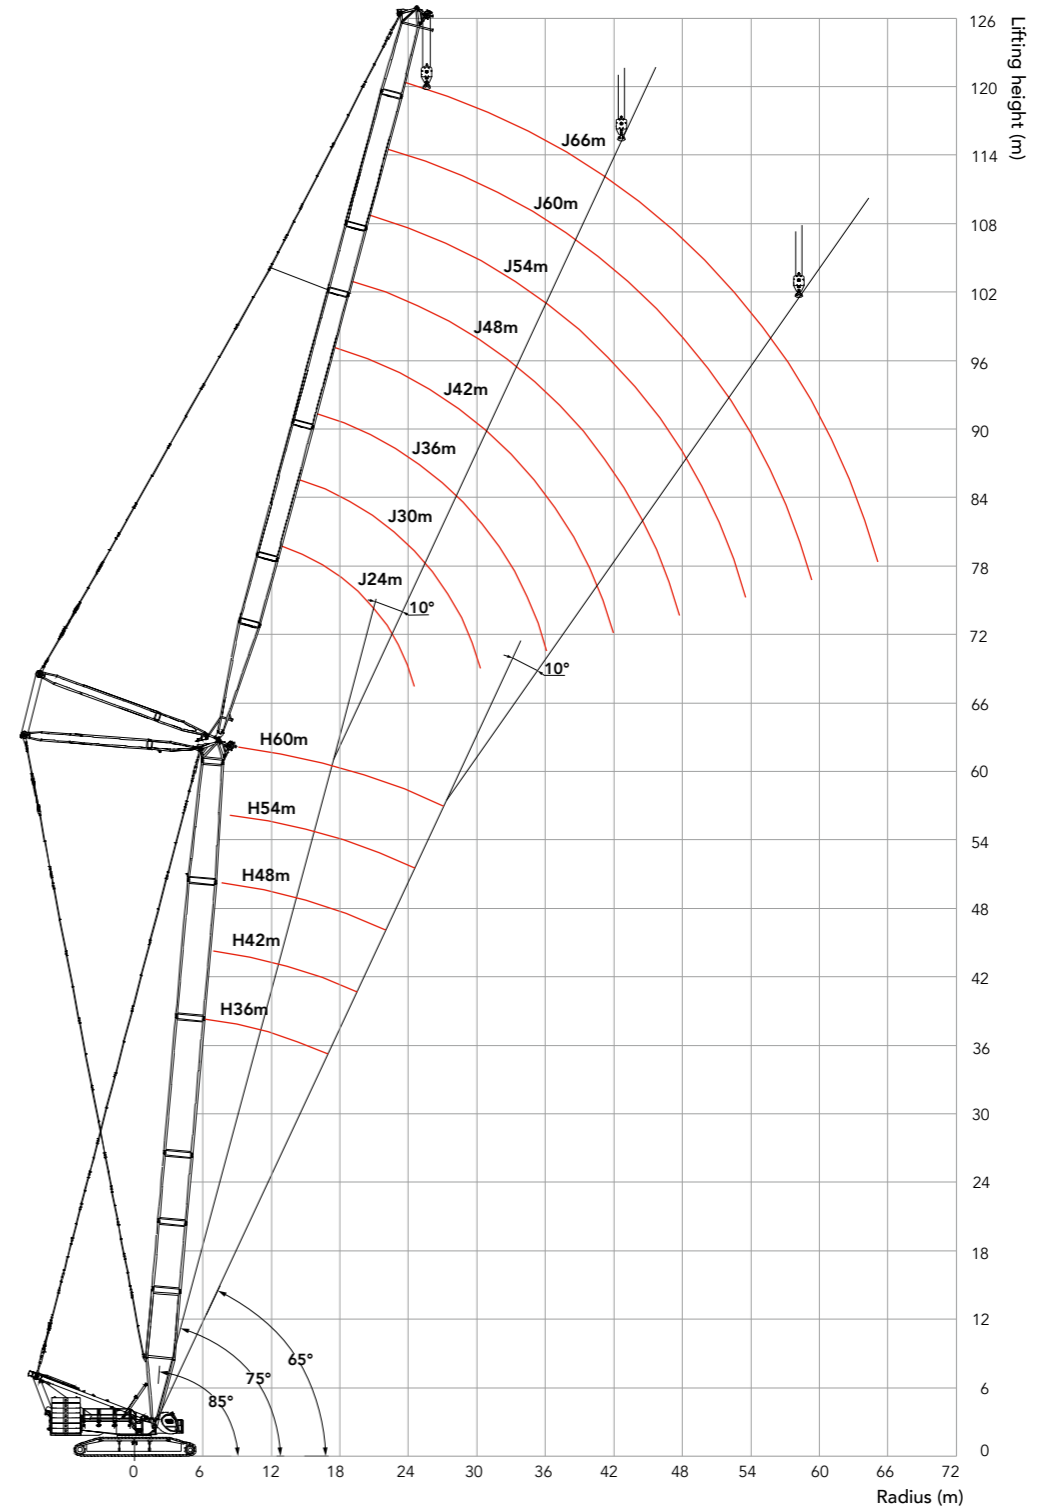 126
Lifting height (m)
120
J66m
114
J60m
108
J54m
102
J48m
96
J42m
90
J36m
84
J30m
78
J24m
10°
72
10°
66
H60m
60
H54m
54
H48m
48
H42m
42
H36m
36
30
24
18
12
65°
75°
85°
6
0
0 6 12 18 24 30 36 42 48 54 60 66 72
Radius (m)